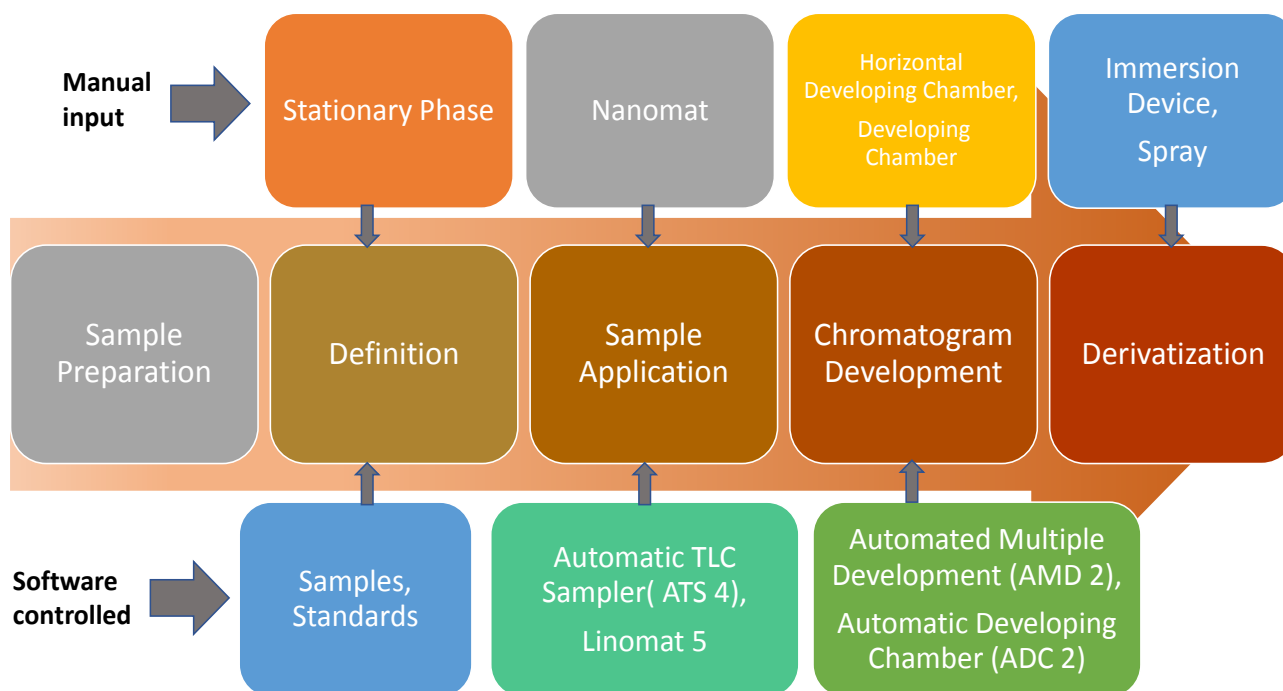 Manual
input
Stationary Phase
Nanomat
Horizontal
Developing Chamber,
Developing
Chamber
Immersion
Device,
Spray
Sample
Preparation
Definition
Sample
Application
Chromatogram
Development
Derivatization
Software
controlled
Samples,
Standards
Automatic TLC
Sampler( ATS 4),
Linomat 5
Automated Multiple
Development (AMD 2),
Automatic Developing
Chamber (ADC 2)